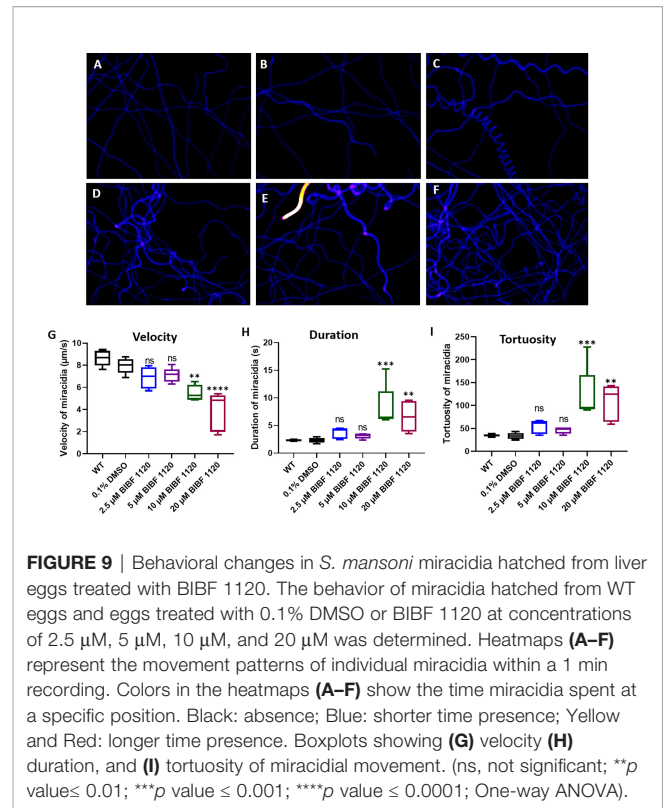 A
B
C
D
E
F
G
Velocity
Velocity of miracidia (µm/s)
10
8
6
4
2
0
ns
ns
**
****
WT
0.1% DMSO
2.5 µM BIBF 1120
5 µM BIBF 1120
10 µM BIBF 1120
20 µM BIBF 1120
H
Duration
Duration of miracidia (s)
20
15
10
5
0
ns
ns
***
**
WT
0.1% DMSO
2.5 µM BIBF 1120
5 µM BIBF 1120
10 µM BIBF 1120
20 µM BIBF 1120
I
Tortuosity
Tortuosity of miracidia
250
200
150
100
50
0
ns
ns
***
**
WT
0.1% DMSO
2.5 µM BIBF 1120
5 µM BIBF 1120
10 µM BIBF 1120
20 µM BIBF 1120
FIGURE 9 | Behavioral changes in S. mansoni miracidia hatched from liver
eggs treated with BIBF 1120. The behavior of miracidia hatched from WT
eggs and eggs treated with 0.1% DMSO or BIBF 1120 at concentrations
of 2.5 µM, 5 µM, 10 µM, and 20 µM was determined. Heatmaps (A–F)
represent the movement patterns of individual miracidia within a 1 min
recording. Colors in the heatmaps (A–F) show the time miracidia spent at
a specific position. Black: absence; Blue: shorter time presence; Yellow
and Red: longer time presence. Boxplots showing (G) velocity (H)
duration, and (I) tortuosity of miracidial movement. (ns, not significant; **p
value≤ 0.01; ***p value ≤ 0.001; ****p value ≤ 0.0001; One-way ANOVA).